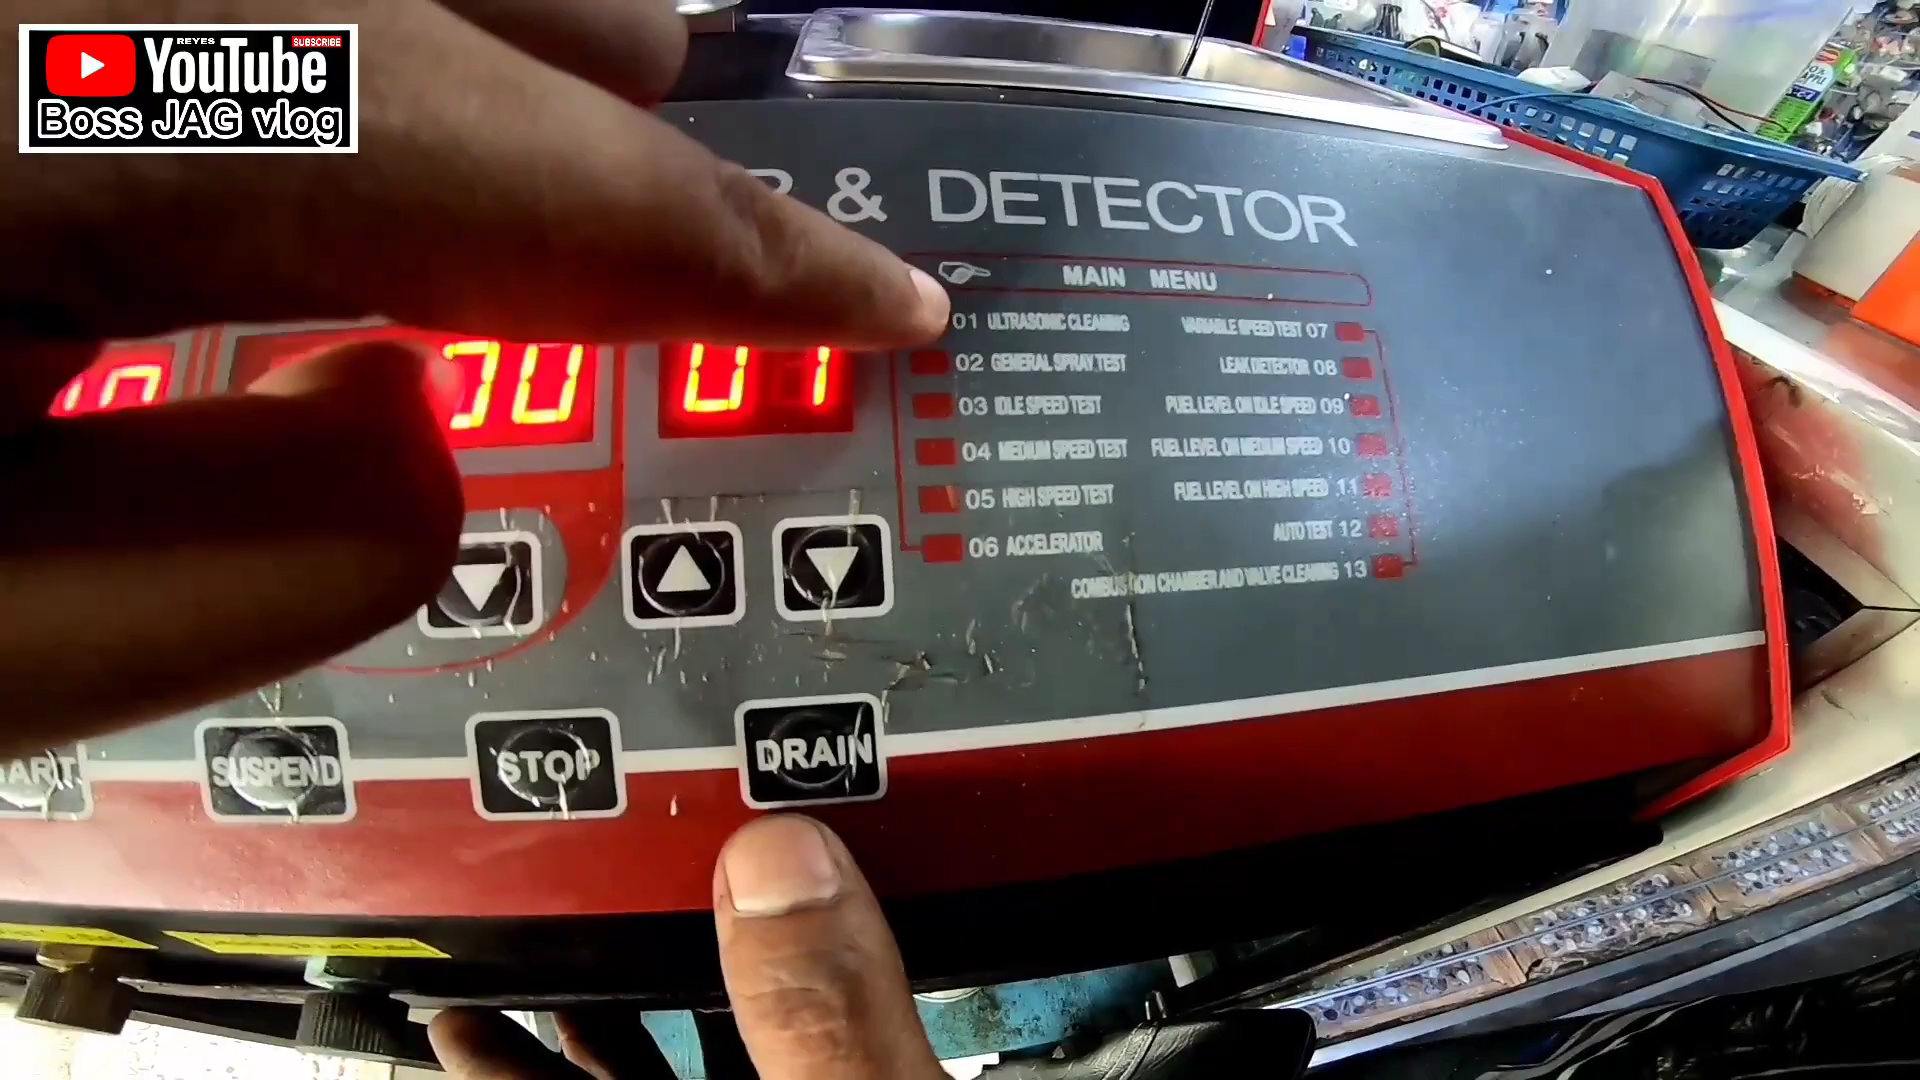 REYES
SUBSCRIBE
YouTube
Boss JAG vlog
& DETECTOR
MAIN MENU
01 ULTRASONIC CLEANING
02 GENERAL SPRAY TEST
03 IDLE SPEED TEST
04 MEDIUM SPEED TEST
05 HIGH SPEED TEST
06 ACCELERATOR
VARIABLE SPEED TEST 07
LEAK DETECTOR 08
FUEL LEVEL ON IDLE SPEED 09
FUEL LEVEL ON MEDIUM SPEED 10
FUEL LEVEL ON HIGH SPEED 11
AUTO TEST 12
COMBUSTION CHAMBER AND VALVE CLEANING 13
01
SUSPEND
STOP
DRAIN